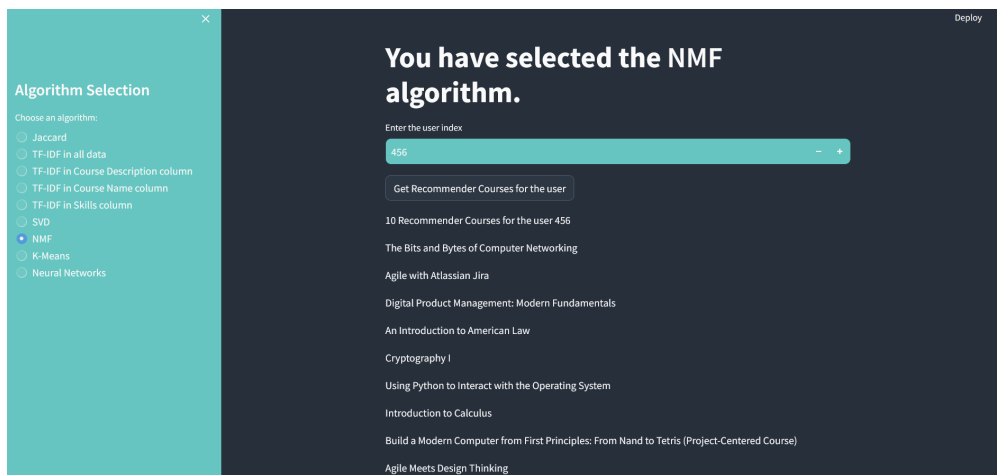 Deploy
Algorithm Selection
Choose an algorithm:
Jaccard
TF-IDF in all data
TF-IDF in Course Description column
TF-IDF in Course Name column
TF-IDF in Skills column
SVD
NMF
K-Means
Neural Networks
You have selected the NMF
algorithm.
Enter the user index
456
Get Recommender Courses for the user
10 Recommender Courses for the user 456
The Bits and Bytes of Computer Networking
Agile with Atlassian Jira
Digital Product Management: Modern Fundamentals
An Introduction to American Law
Cryptography I
Using Python to Interact with the Operating System
Introduction to Calculus
Build a Modern Computer from First Principles: From Nand to Tetris (Project-Centered Course)
Agile Meets Design Thinking